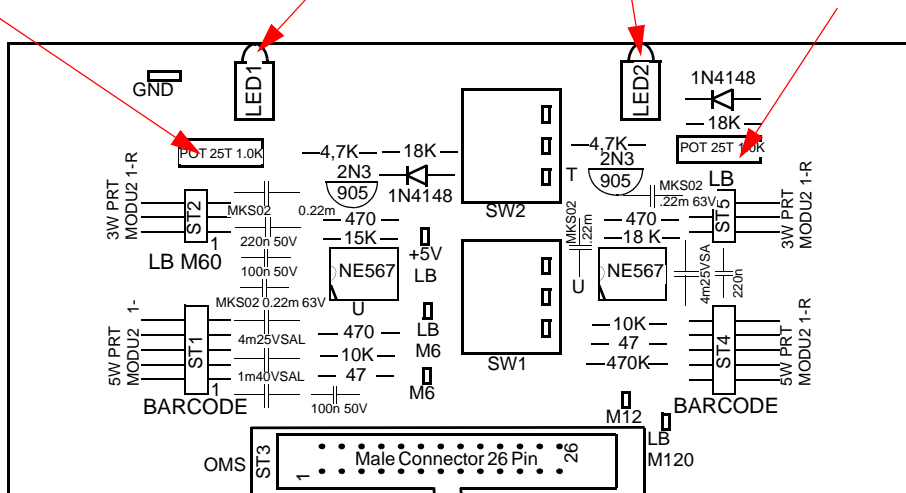 LED1
LED2
1N4148
GND
18K
POT 25T 1.0K
POT 25T 1.0K
4,7K
18K
4,7K
2N3
905
1N4148
2N3
905
T
LB
MKS02
.22m 63V
3W PRT
MODU2 1-R
ST2
1
LB M60
MKS02
0.22m
220n 50V
100n 50V
MKS02 0.22m 63V
470
15K
+5V
LB
SW2
MKS02
.22m
470
18 K
ST5
3W PRT
MODU2 1-R
NE567
U
NE567
U
4m25VSA
220n
5W PRT
MODU2 1-
ST1
1
BARCODE
4m25VSAL
1m40VSAL
100n 50V
470
10K
47
LB
M6
M6
SW1
10K
47
470K
ST4
5W PRT
MODU2 1-R
BARCODE
M12
LB
M120
OMS
ST3
1
Male Connector 26 Pin
26